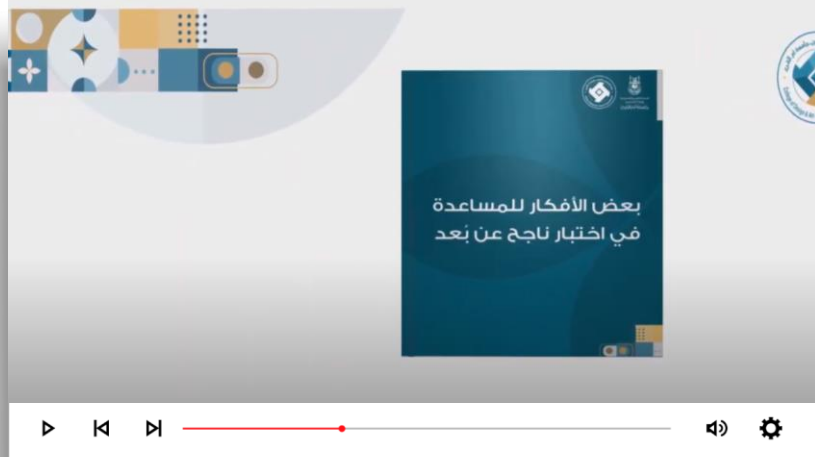 بعض الأفكار للمساعدة
في اختبار ناجح عن بُعد